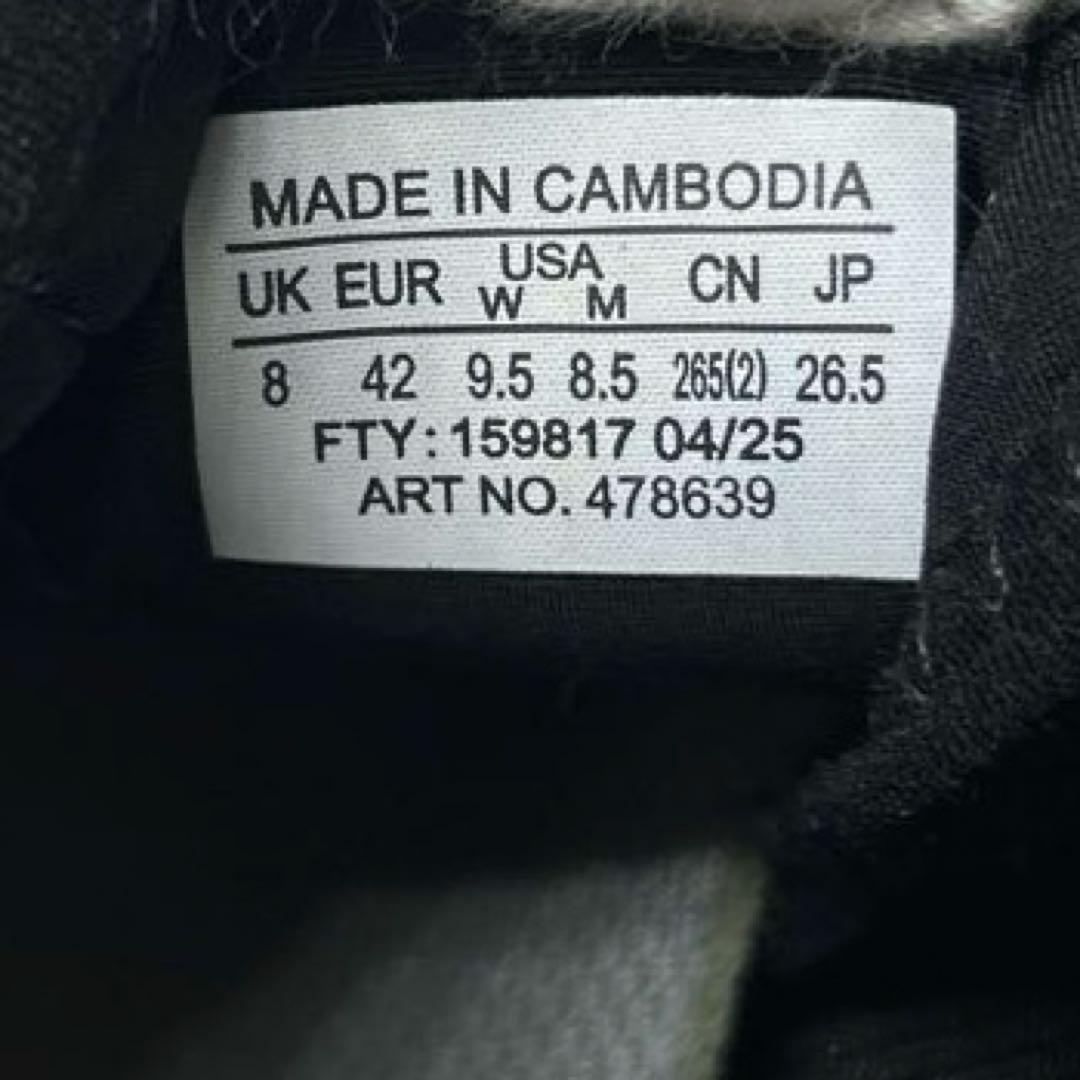 MADE IN CAMBODIA
UK EUR USA CN JP
W M
8 42 9.5 8.5 265(2) 26.5
FTY: 159817 04/25
ART NO. 478639